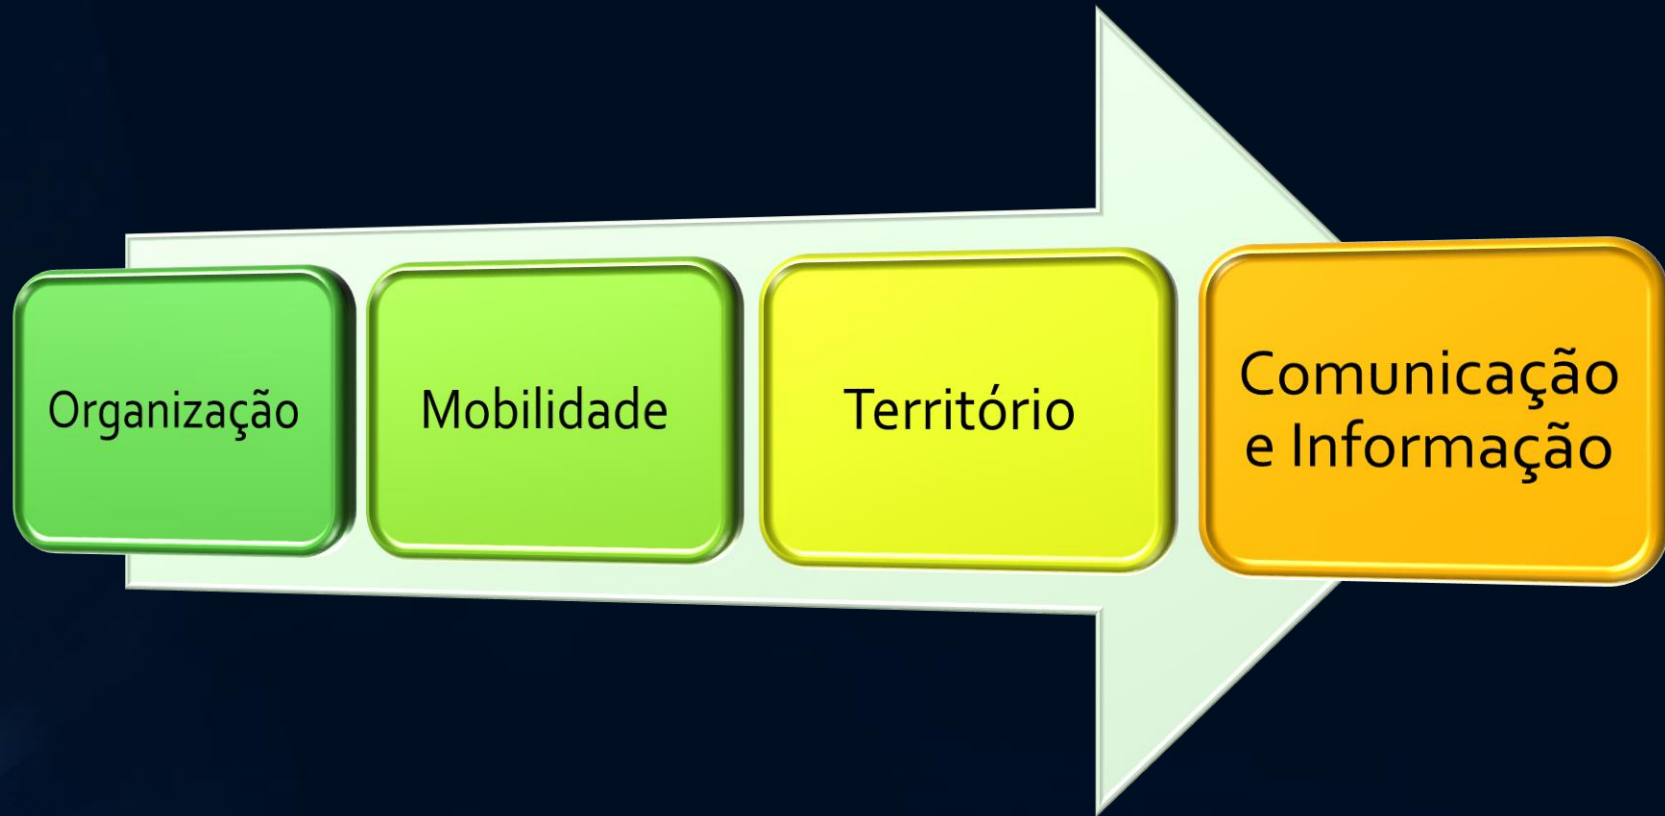 Organização
Mobilidade
Território
Comunicação
e Informação